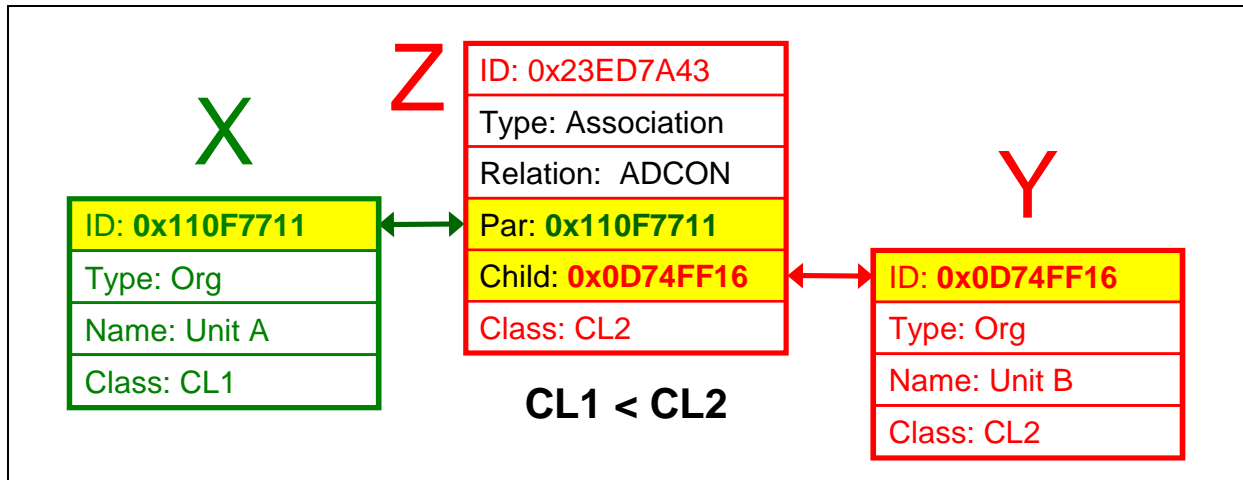 X
ID: 0x110F7711
Type: Org
Name: Unit A
Class: CL1
Z
ID: 0x23ED7A43
Type: Association
Relation: ADCON
Par: 0x110F7711
Child: 0x0D74FF16
Class: CL2
CL1 < CL2
Y
ID: 0x0D74FF16
Type: Org
Name: Unit B
Class: CL2